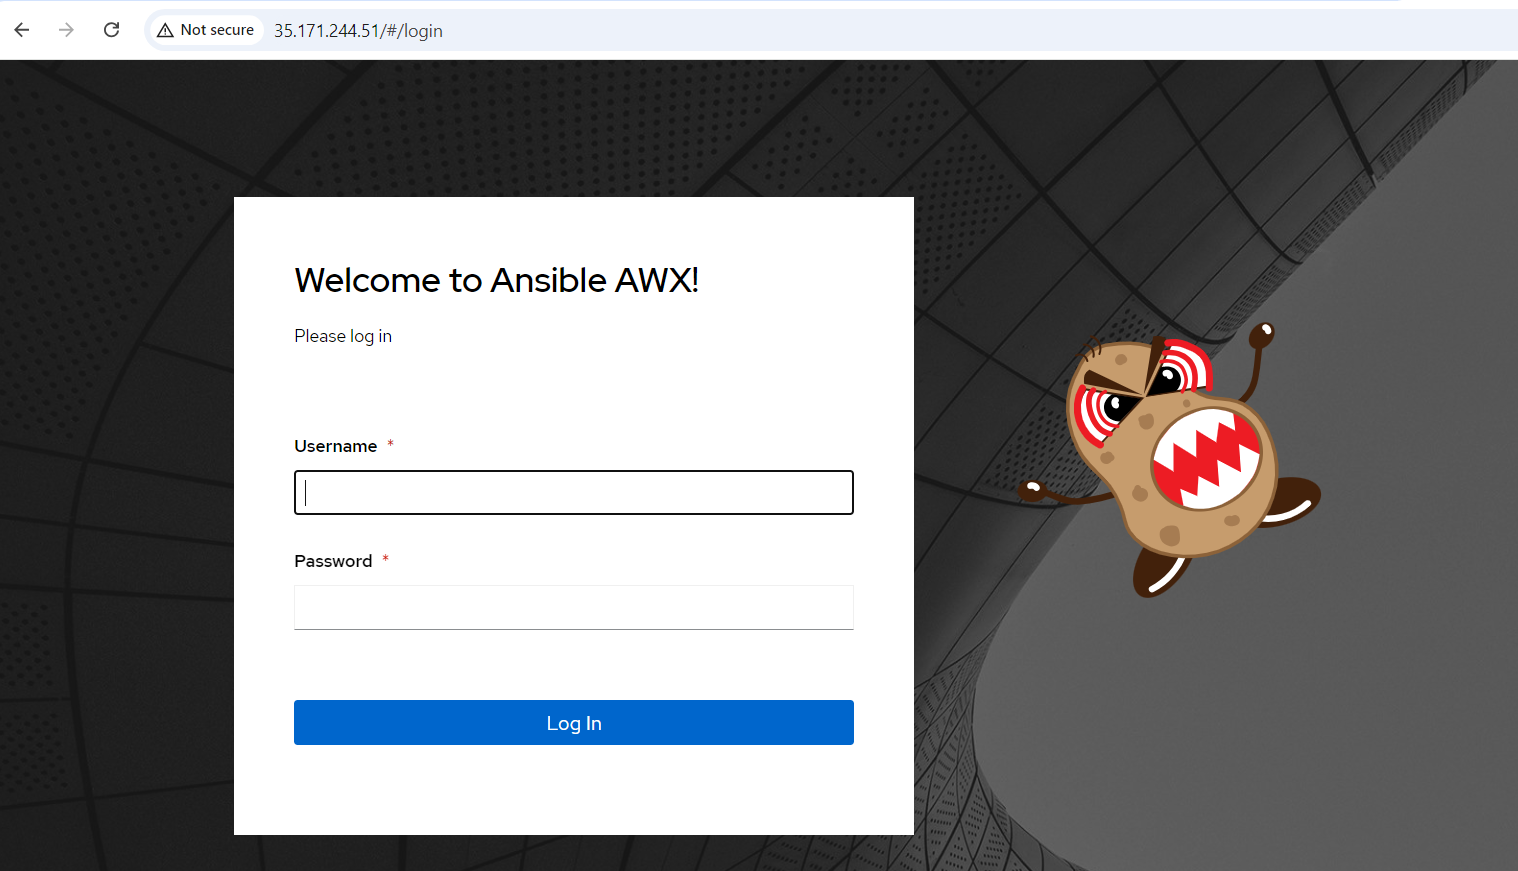 Not secure 35.171.244.51/#/login
Welcome to Ansible AWX!
Please log in
Username *
Password *
Log In